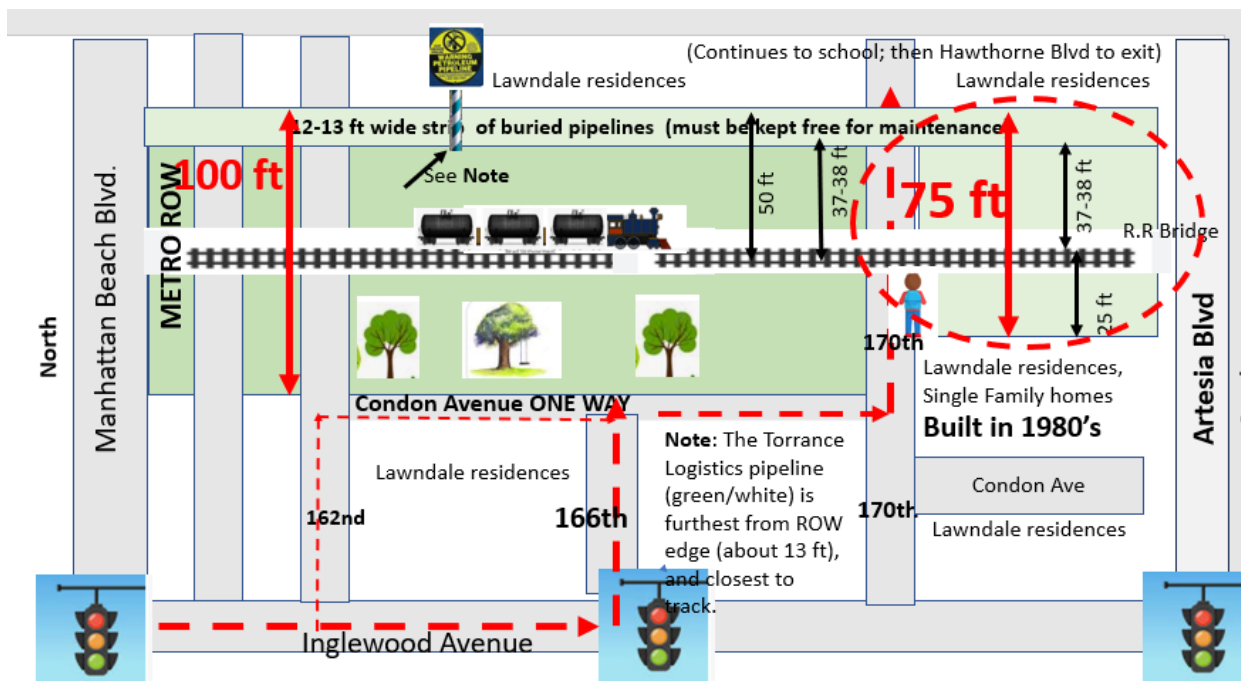 (Continues to school; then Hawthorne Blvd to exit)
WARNING
PETROLEUM
PIPELINE
Lawndale residences
Lawndale residences
12-13 ft wide strip of buried pipelines (must be kept free for maintenance
100 ft
See Note
50 ft
37-38 ft
75 ft
37-38 ft
R.R Bridge
25 ft
METRO ROW
Manhattan Beach Blvd.
North
170th
Artesia Blvd
Lawndale residences,
Single Family homes
Built in 1980's
Condon Avenue ONE WAY
Note: The Torrance
Logistics pipeline
(green/white) is
furthest from ROW
edge (about 13 ft),
and closest to
track.
Lawndale residences
162nd
166th
170th
Condon Ave
Lawndale residences
Inglewood Avenue